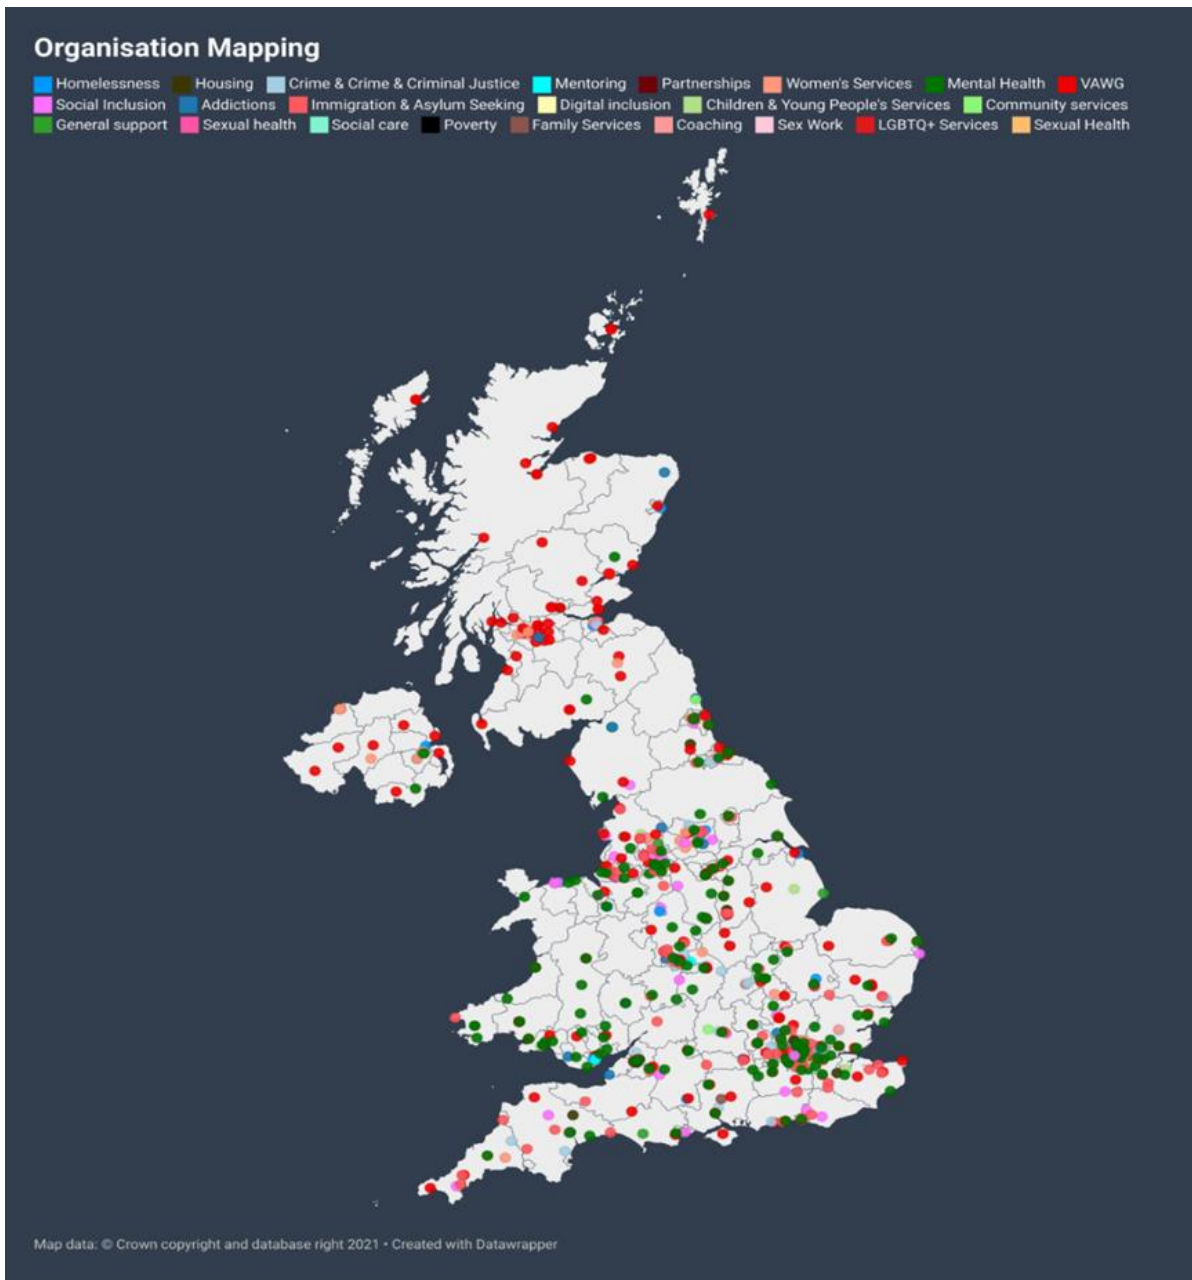 Organisation Mapping
Homelessness Housing Crime & Crime & Criminal Justice Mentoring Partnerships Women's Services Mental Health VAWG
Social Inclusion Addictions Immigration & Asylum Seeking Digital inclusion Children & Young People's Services Community services
General support Sexual health Social care Poverty Family Services Coaching Sex Work LGBTQ+ Services Sexual Health
Map data: © Crown copyright and database right 2021 • Created with Datawrapper